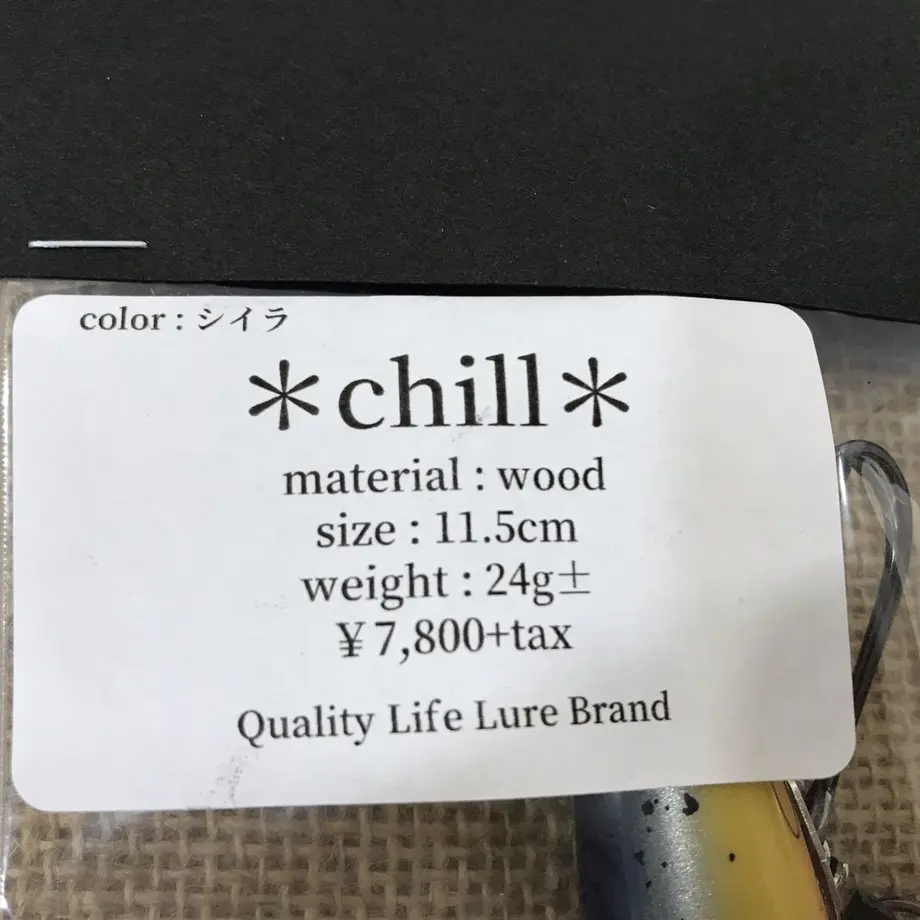 color : シイラ
＊chill＊
material : wood
size : 11.5cm
weight : 24g±
￥7,800+tax
Quality Life Lure Brand